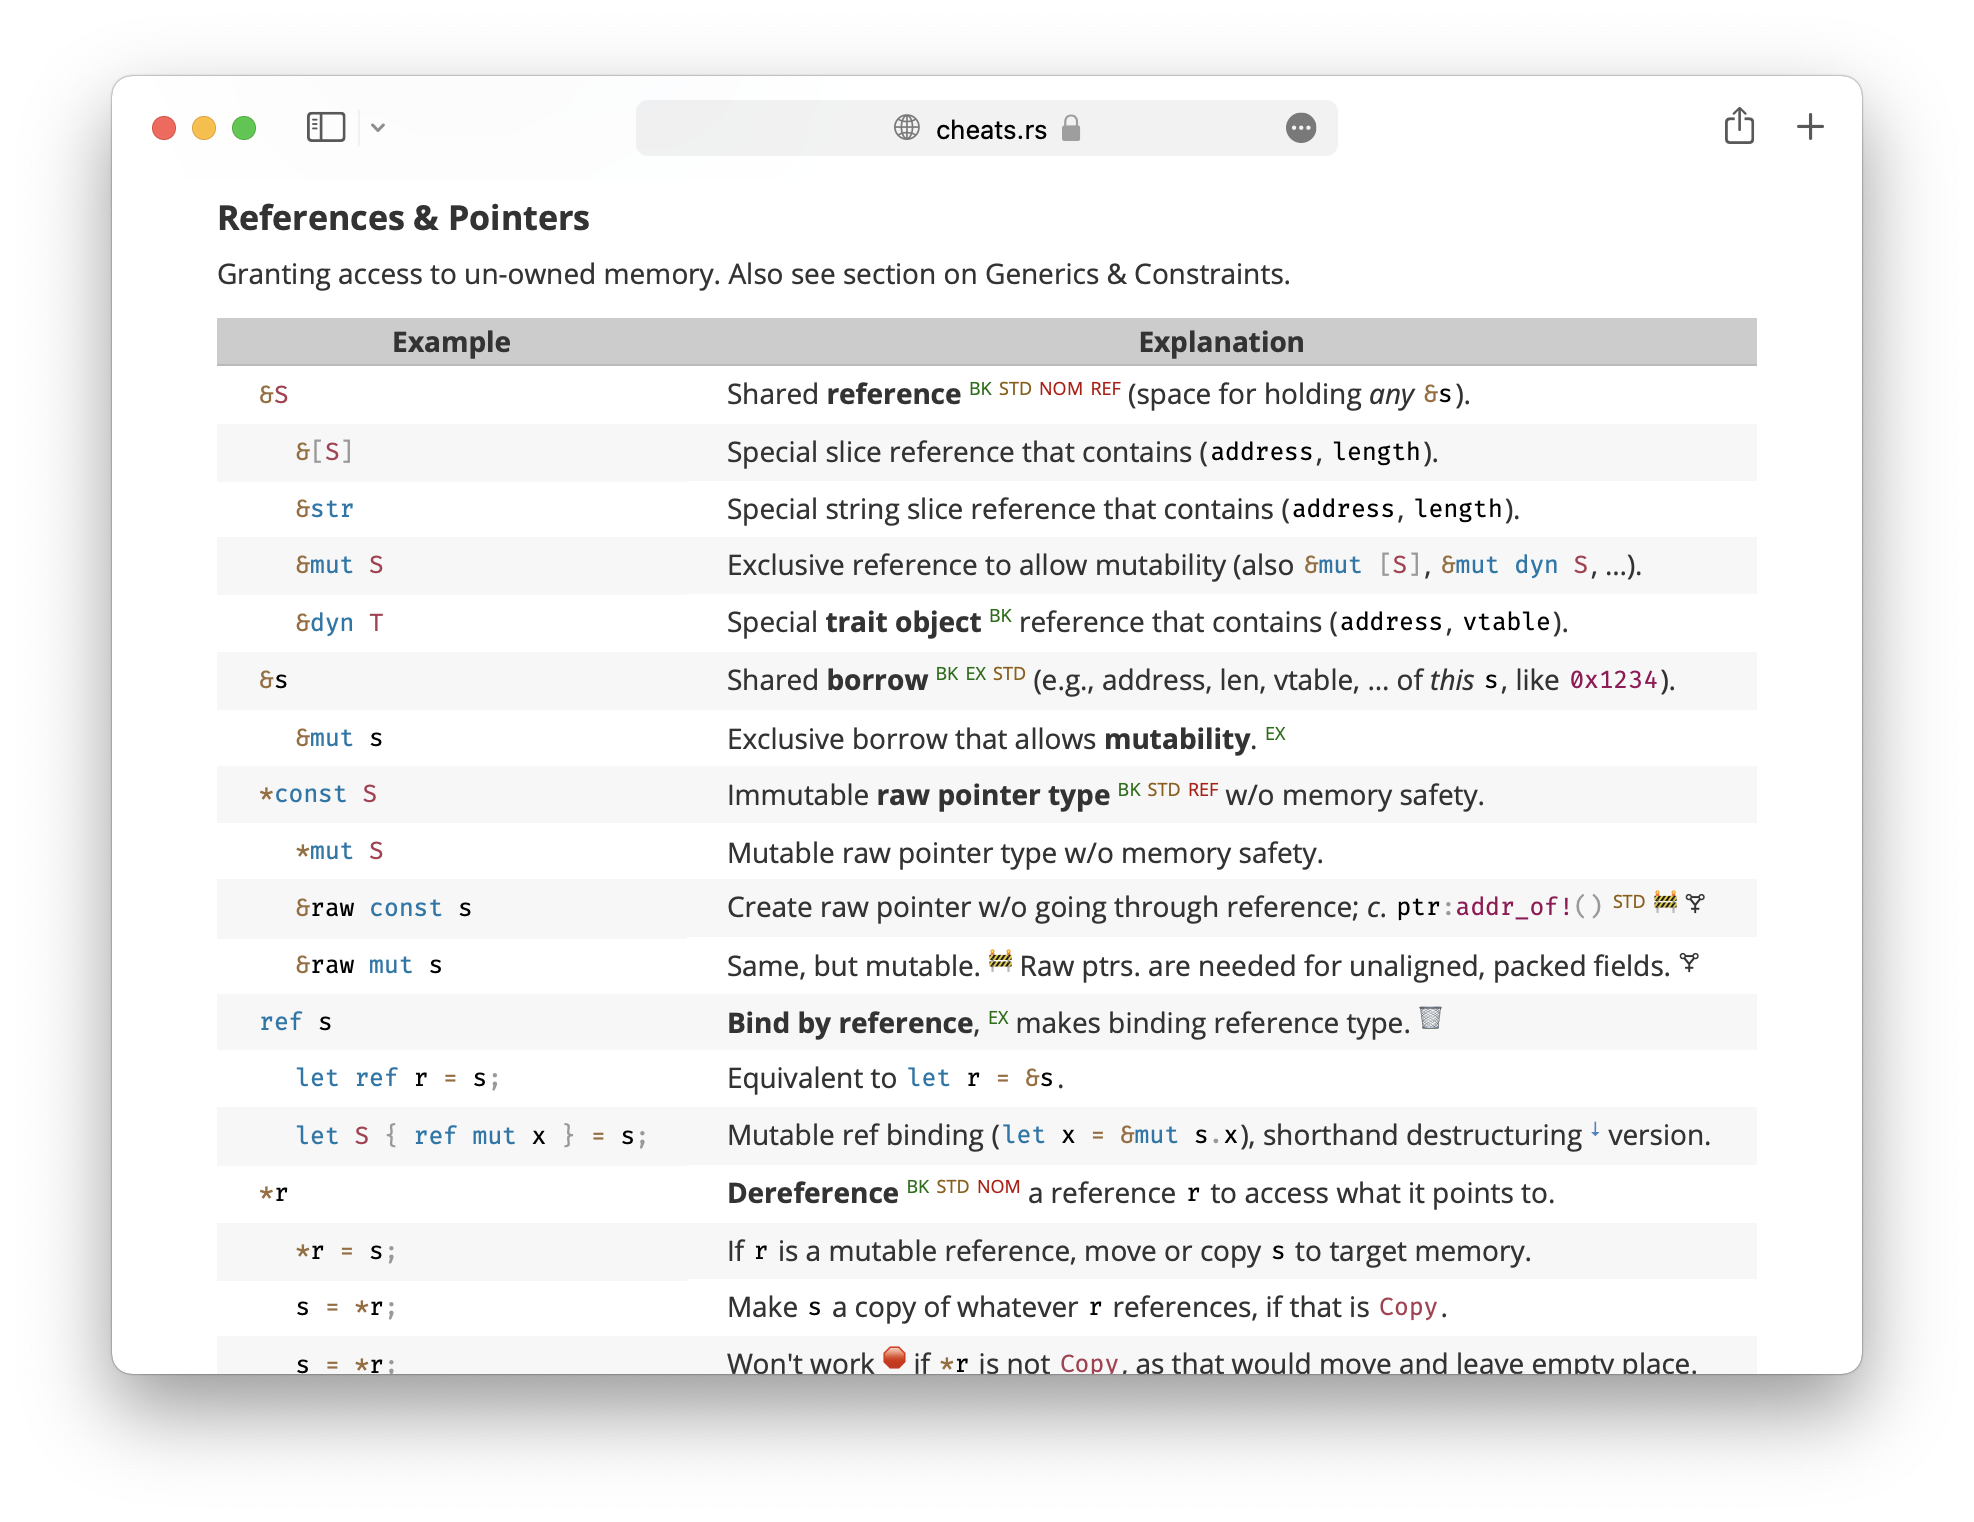 cheats.rs
References & Pointers
Granting access to un-owned memory. Also see section on Generics & Constraints.
Example Explanation
&S Shared reference BK STD NOM REF (space for holding any &s).
&[S] Special slice reference that contains (address, length).
&str Special string slice reference that contains (address, length).
&mut S Exclusive reference to allow mutability (also &mut [S], &mut dyn S, …).
&dyn T Special trait object BK reference that contains (address, vtable).
&s Shared borrow BK EX STD (e.g., address, len, vtable, … of this s, like 0x1234).
&mut s Exclusive borrow that allows mutability. EX
*const S Immutable raw pointer type BK STD REF w/o memory safety.
*mut S Mutable raw pointer type w/o memory safety.
&raw const s Create raw pointer w/o going through reference; c. ptr:addr_of!() STD 🚧 
&raw mut s Same, but mutable. 🚧 Raw ptrs. are needed for unaligned, packed fields.
ref s Bind by reference, EX makes binding reference type. 🗑️
let ref r = s; Equivalent to let r = &s.
let S { ref mut x } = s; Mutable ref binding (let x = &mut s.x), shorthand destructuring ↓ version.
*r Dereference BK STD NOM a reference r to access what it points to.
*r = s; If r is a mutable reference, move or copy s to target memory.
s = *r; Make s a copy of whatever r references, if that is Copy.
s = *r; Won't work 🛑 if *r is not Copy, as that would move and leave empty place.